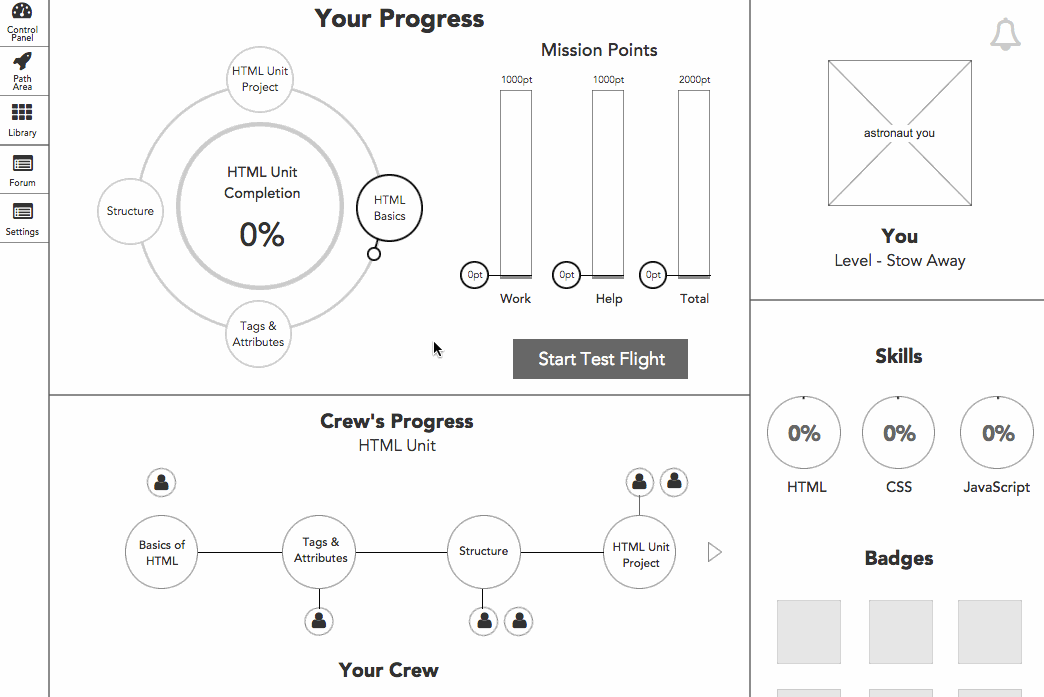 Control
Panel
Path
Area
Library
Forum
Settings
Your Progress
HTML Unit
Project
HTML Unit
Completion
0%
HTML
Basics
Structure
Tags &
Attributes
Mission Points
1000pt
1000pt
2000pt
0pt
0pt
0pt
Work
Help
Total
Start Test Flight
Crew's Progress
HTML Unit
Basics of
HTML
Tags &
Attributes
Structure
HTML Unit
Project
Your Crew
astronaut you
You
Level - Stow Away
Skills
0%
0%
0%
HTML
CSS
JavaScript
Badges